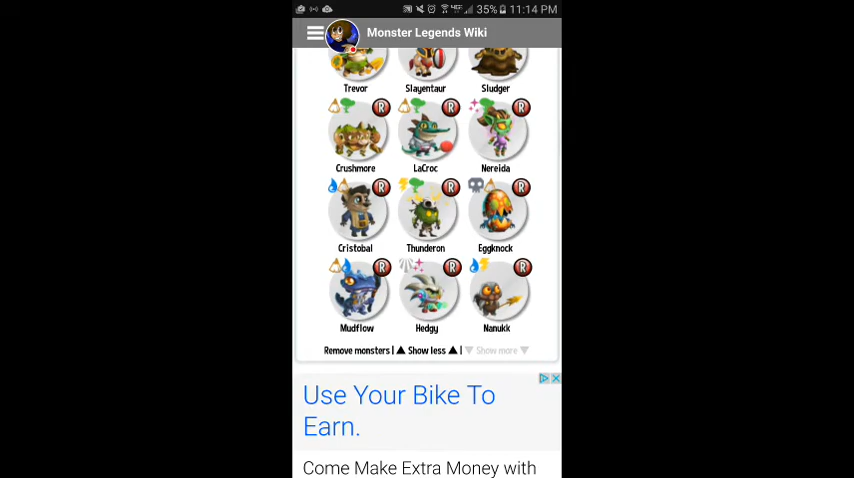 35% 11:14 PM
Monster Legends Wiki
Trevor Slayentaur Sludger
R R R
Crushmore LaCroc Nereida
R R R
Cristobal Thunderon Eggknock
R R R
Mudflow Hedgy Nanukk
Remove monsters | ▲ Show less ▲ | ▼ Show more ▼
Use Your Bike To
Earn.
Come Make Extra Money with